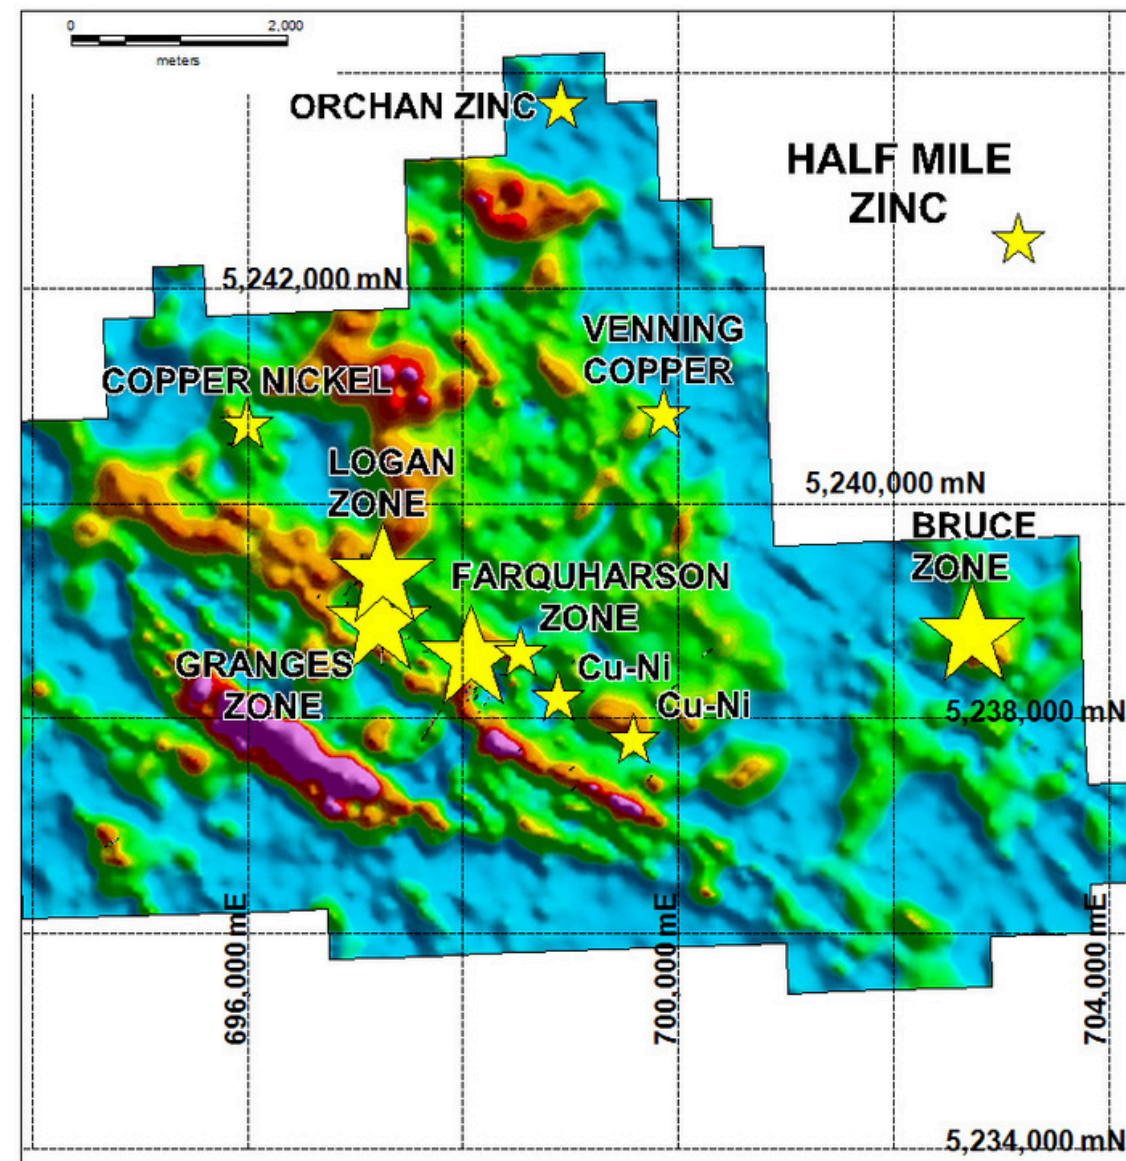 0 2,000
meters
ORCHAN ZINC
HALF MILE
ZINC
5,242,000 mN
VENNING
COPPER
COPPER NICKEL
LOGAN
ZONE
5,240,000 mN
BRUCE
ZONE
FARQUHARSON
ZONE
GRANGES
ZONE
Cu-Ni
Cu-Ni
5,238,000 mN
696,000 mE
700,000 mE
704,000 mE
5,234,000 mN